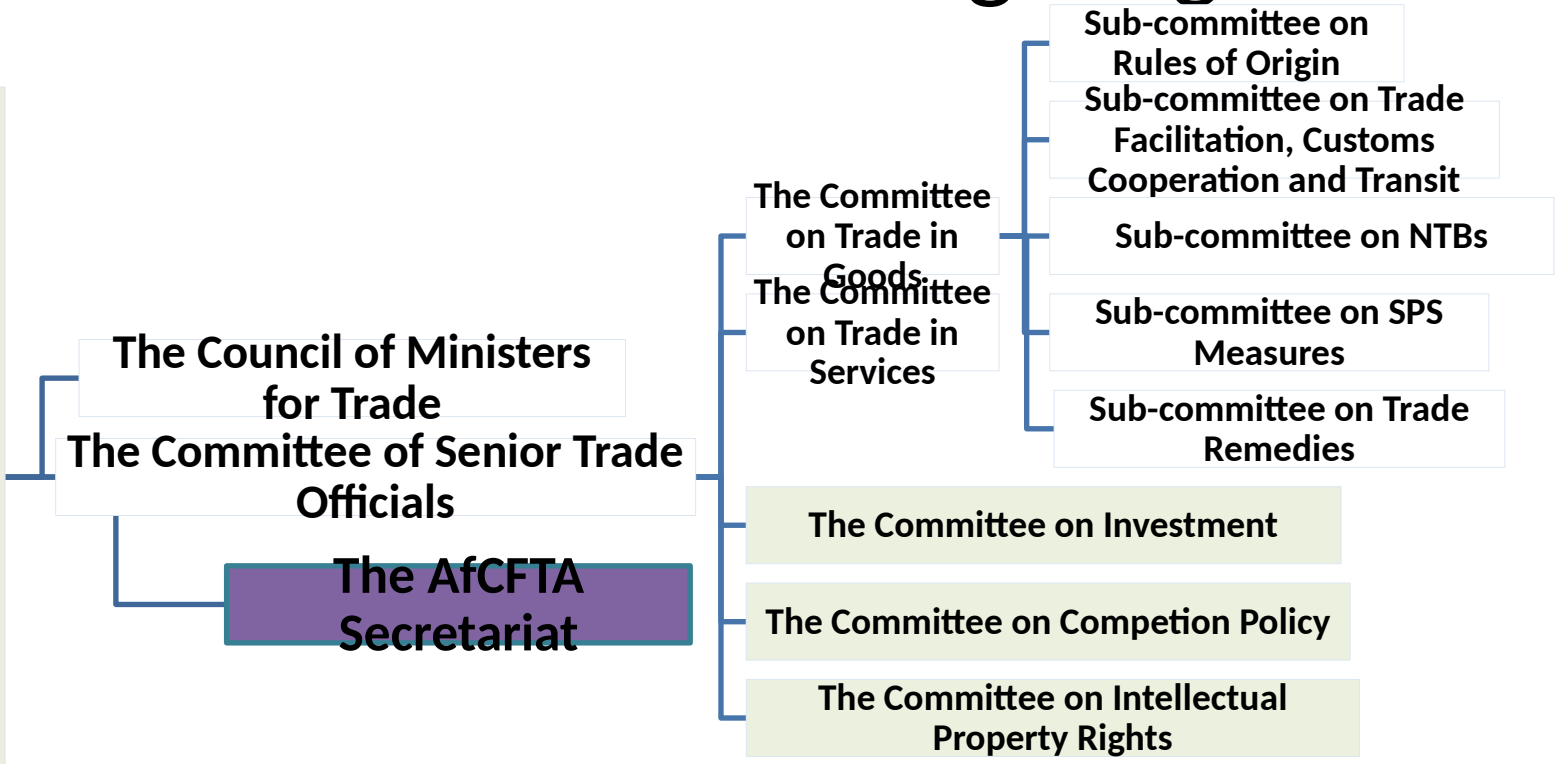 Sub-committee on
Rules of Origin
Sub-committee on Trade
Facilitation, Customs
Cooperation and Transit
The Committee
on Trade in
Goods
Sub-committee on NTBs
The Committee
on Trade in
Services
Sub-committee on SPS
Measures
The Council of Ministers
for Trade
Sub-committee on Trade
Remedies
The Committee of Senior Trade
Officials
The Committee on Investment
The AfCFTA
Secretariat
The Committee on Competion Policy
The Committee on Intellectual
Property Rights